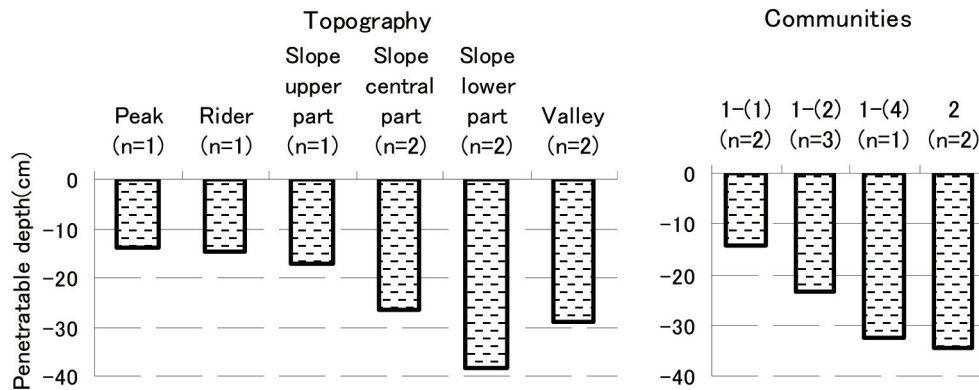 Topography
Communities
Peak
(n=1)
Rider
(n=1)
Slope
upper
part
(n=1)
Slope
central
part
(n=2)
Slope
lower
part
(n=2)
Valley
(n=2)
1-(1)
(n=2)
1-(2)
(n=3)
1-(4)
(n=1)
2
(n=2)
Penetratable depth(cm)
0
-10
-20
-30
-40
0
-10
-20
-30
-40